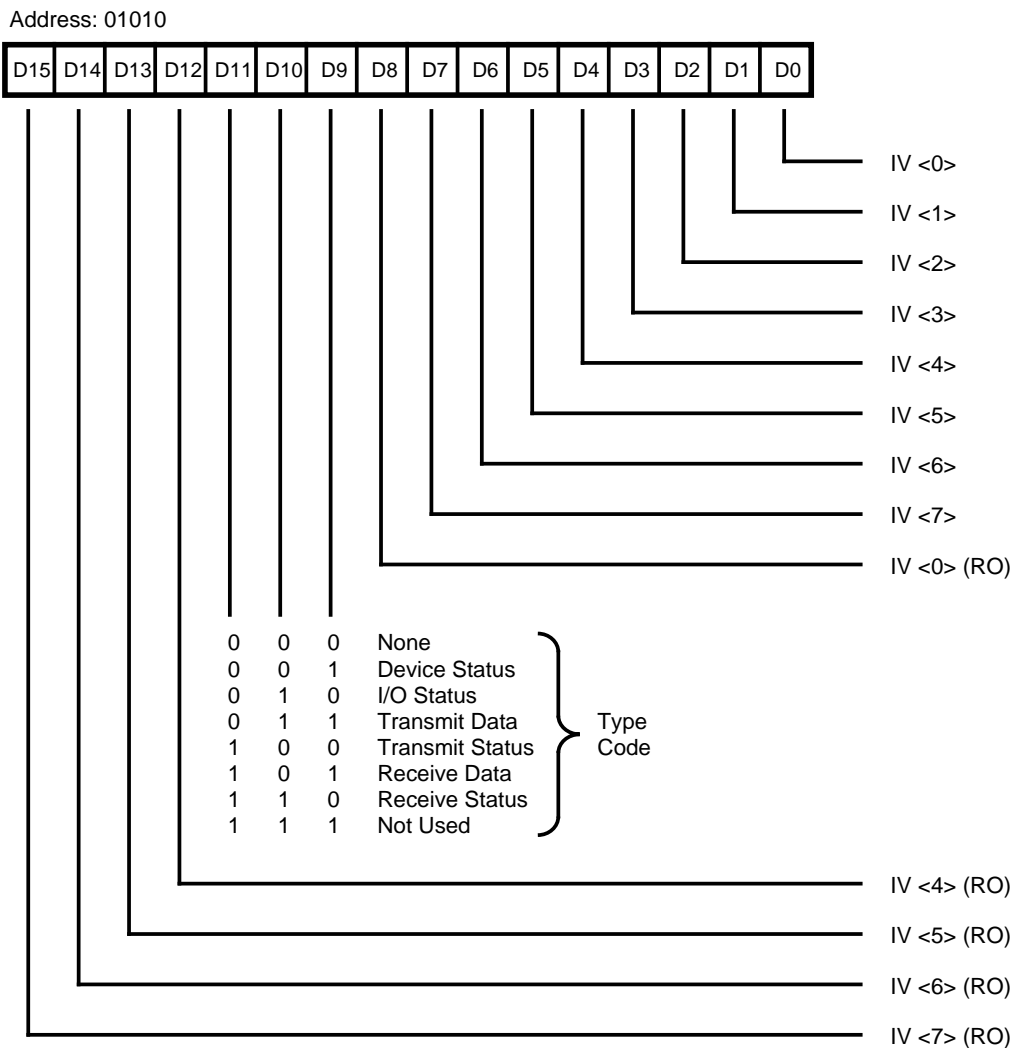 Address: 01010
D15 D14 D13 D12 D11 D10 D9 D8 D7 D6 D5 D4 D3 D2 D1 D0
IV <0>
IV <1>
IV <2>
IV <3>
IV <4>
IV <5>
IV <6>
IV <7>
IV <0> (RO)
0 0 0 None
0 0 1 Device Status
0 1 0 I/O Status
0 1 1 Transmit Data
1 0 0 Transmit Status
1 0 1 Receive Data
1 1 0 Receive Status
1 1 1 Not Used
Type
Code
IV <4> (RO)
IV <5> (RO)
IV <6> (RO)
IV <7> (RO)